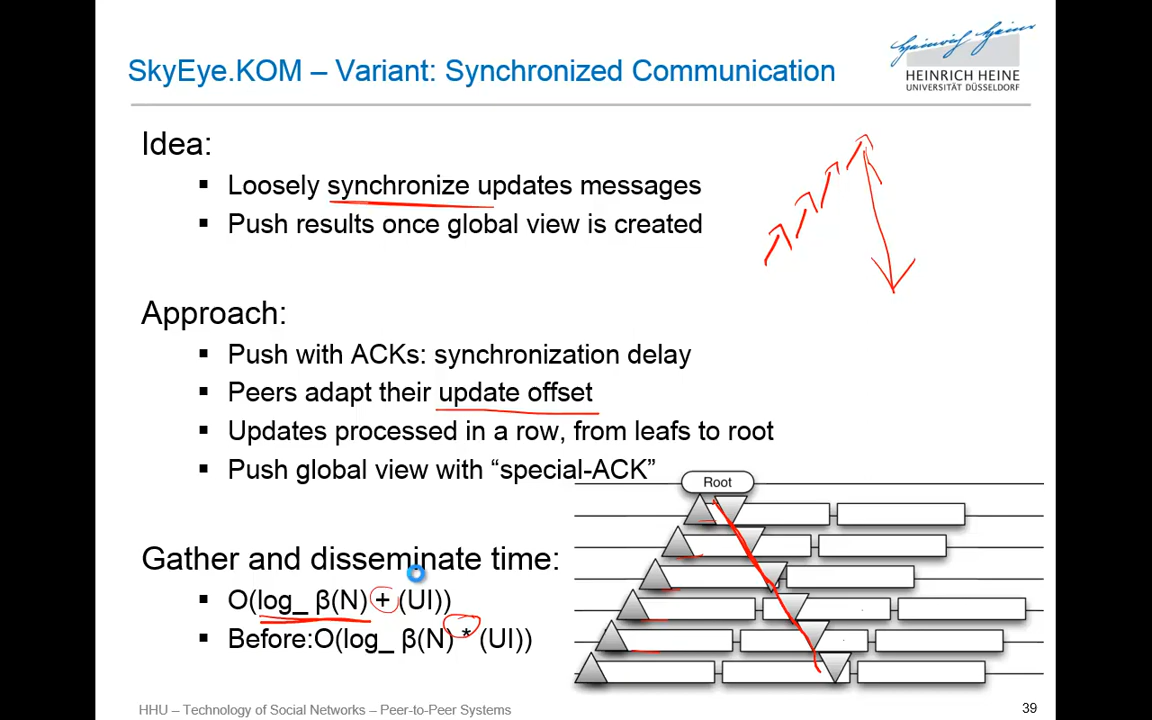 SkyEye.KOM – Variant: Synchronized Communication
Heinrich Heine
HEINRICH HEINE
UNIVERSITÄT DÜSSELDORF
Idea:
▪ Loosely synchronize updates messages
▪ Push results once global view is created
Approach:
▪ Push with ACKs: synchronization delay
▪ Peers adapt their update offset
▪ Updates processed in a row, from leafs to root
▪ Push global view with “special-ACK”
Root
Gather and disseminate time:
▪ O(log_ β(N) + (UI))
▪ Before:O(log_ β(N) * (UI))
HHU – Technology of Social Networks – Peer-to-Peer Systems
39